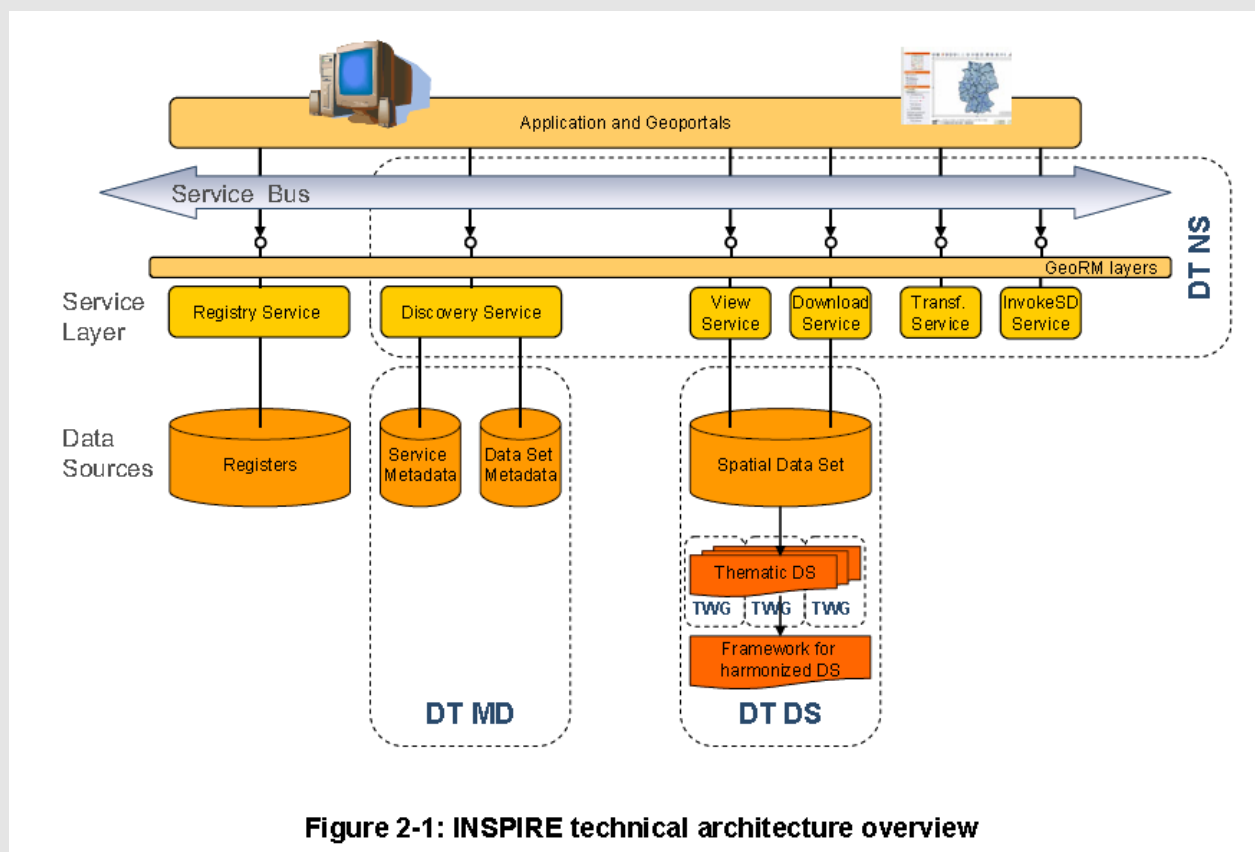 Application and Geoportals
Service Bus
DT NS
GeoRM layers
Service
Layer
Registry Service
Discovery Service
View
Service
Download
Service
Transf.
Service
InvokeSD
Service
Data
Sources
Registers
Service
Metadata
Data Set
Metadata
Spatial Data Set
Thematic DS
TWG TWG TWG
Framework for
harmonized DS
DT MD
DT DS
Figure 2-1: INSPIRE technical architecture overview